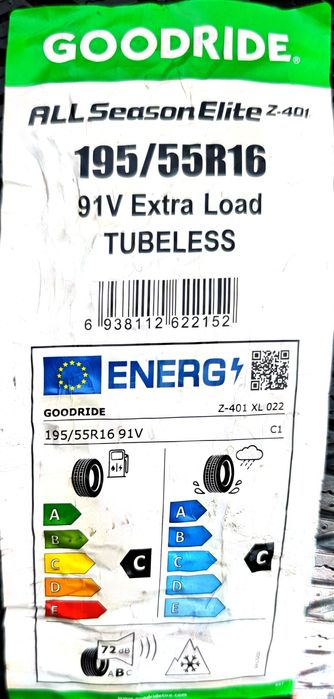 GOODRIDE®
ALL Season Elite Z-401
195/55R16
91V Extra Load
TUBELESS
6 938112 622152
ENERG
GOODRIDE Z-401 XL 022
195/55R16 91V C1
A A
B B
C C C C
D D
E E
72 dB
ABC